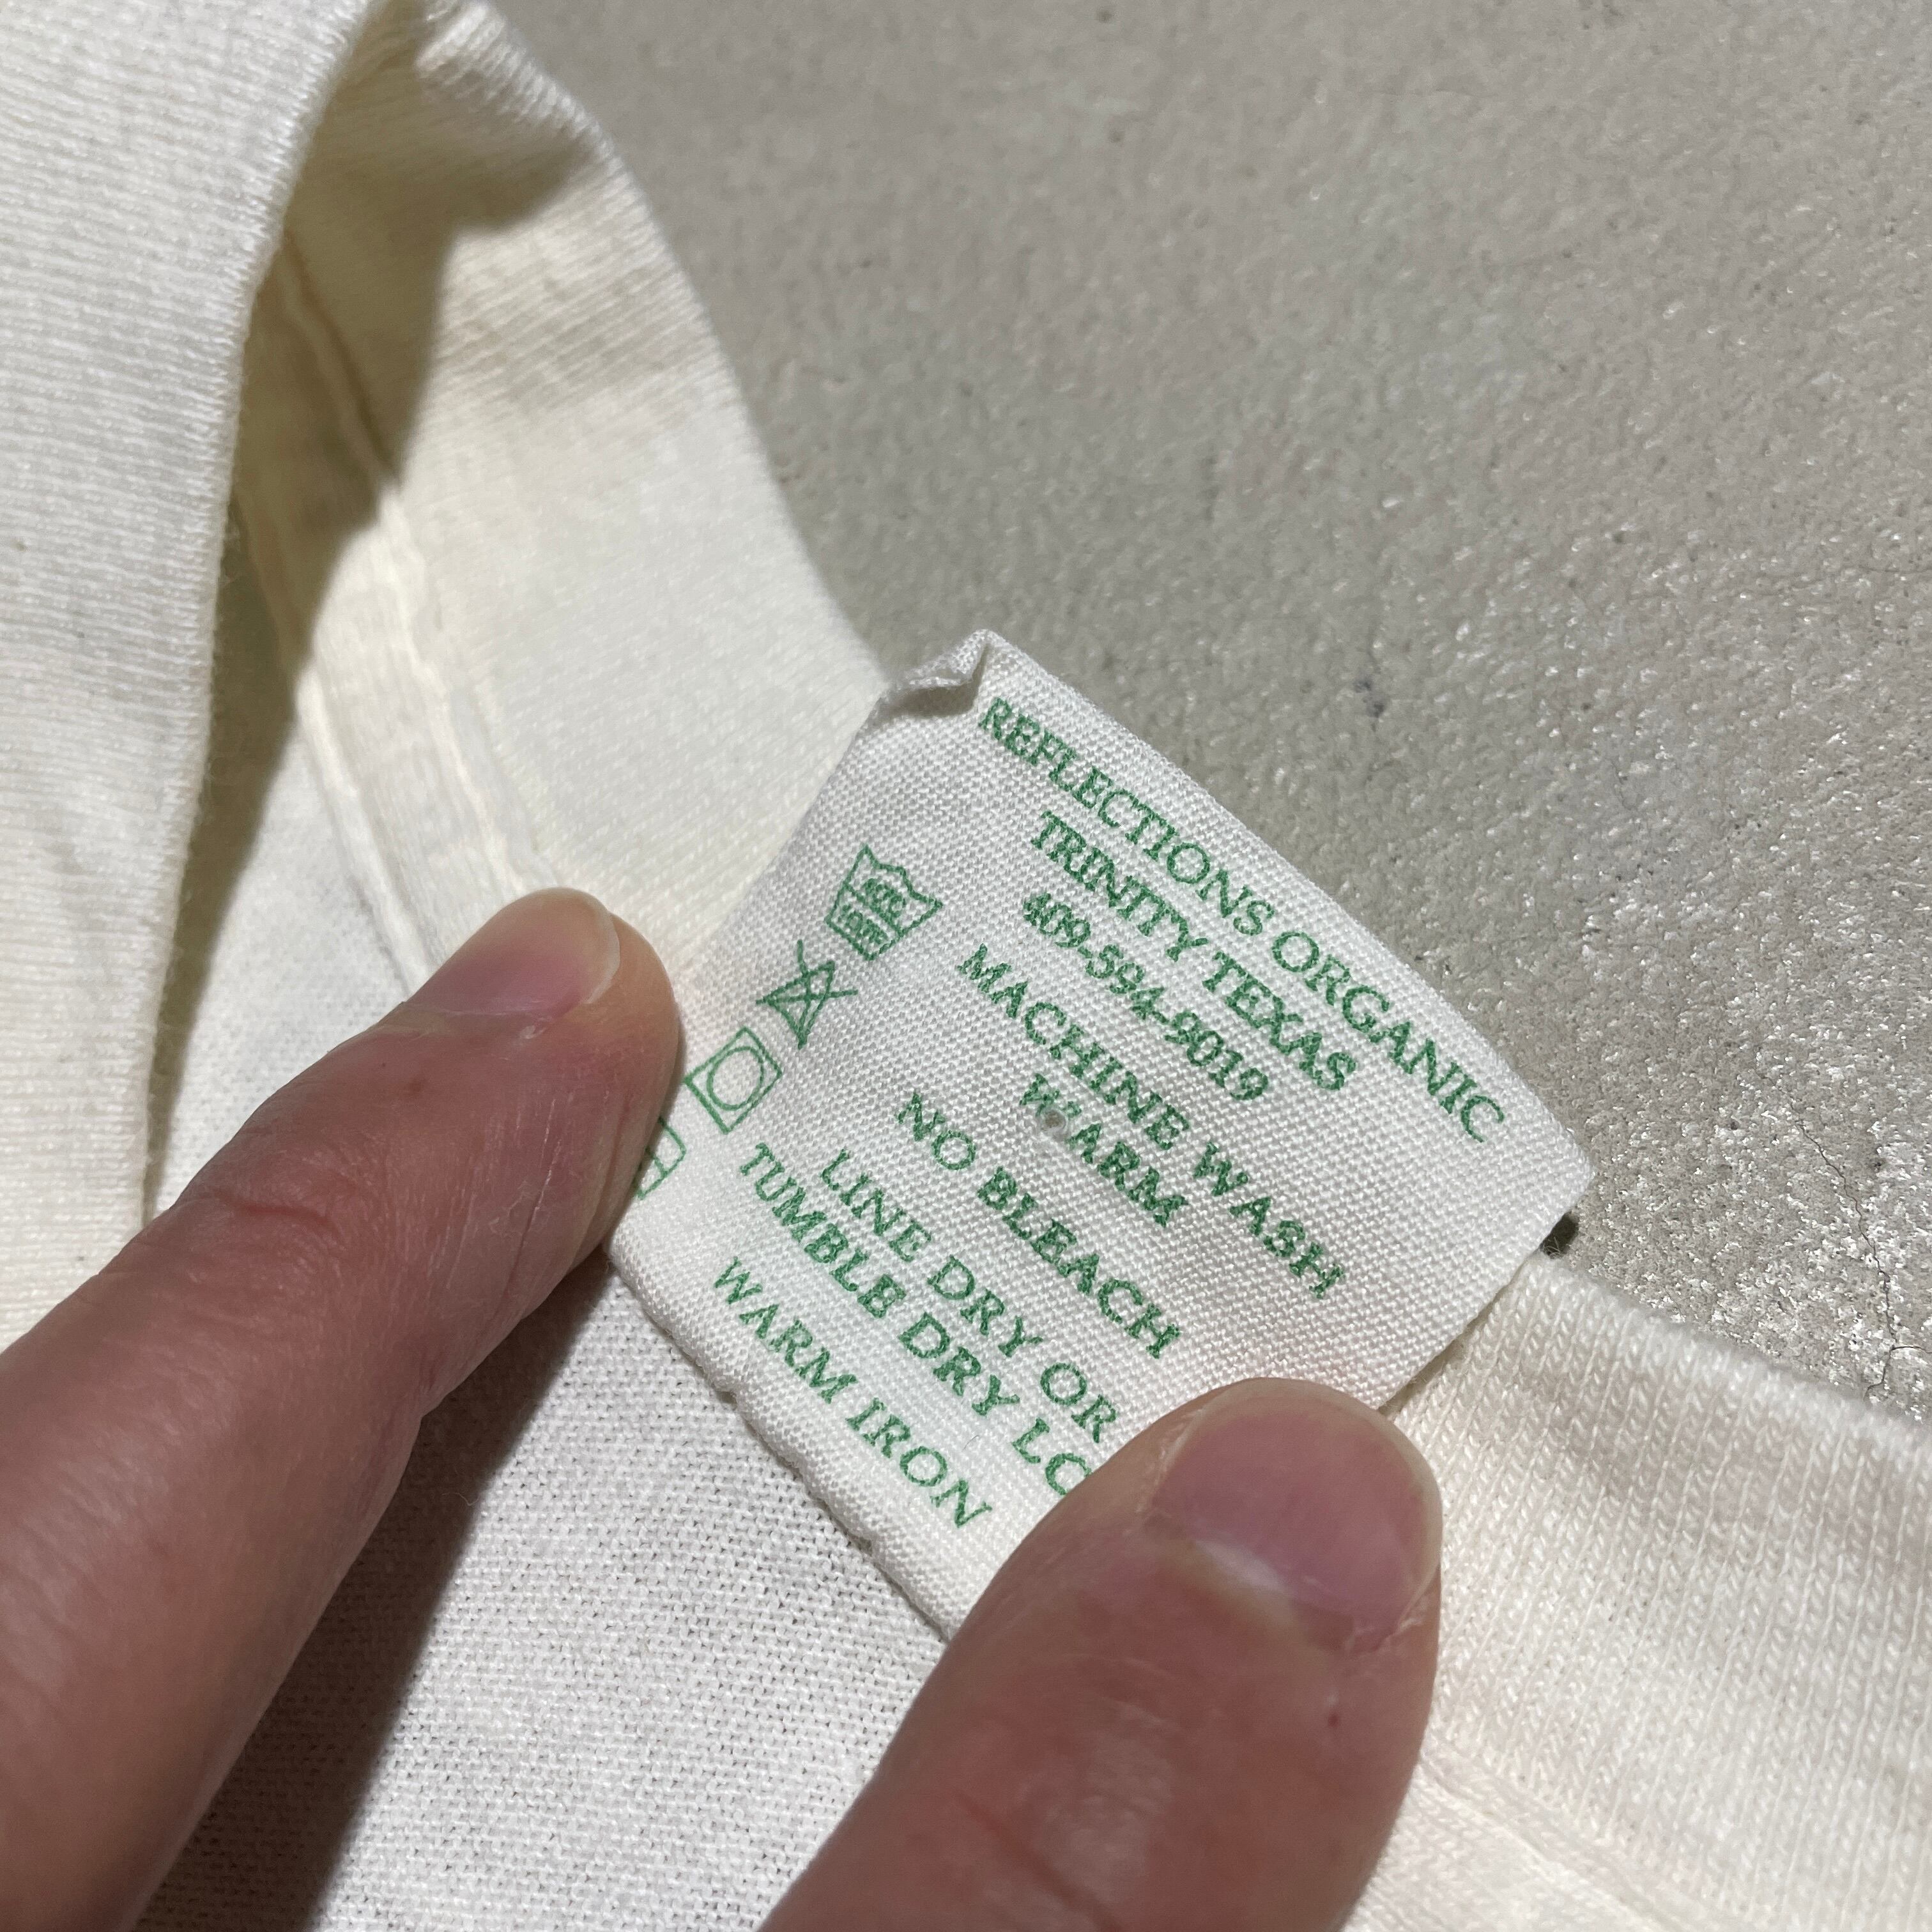 REFLECTIONS ORGANIC
TRINITY TEXAS
409-594-9019
MACHINE WASH
WARM
NO BLEACH
LINE DRY OR
TUMBLE DRY
WARM IRON